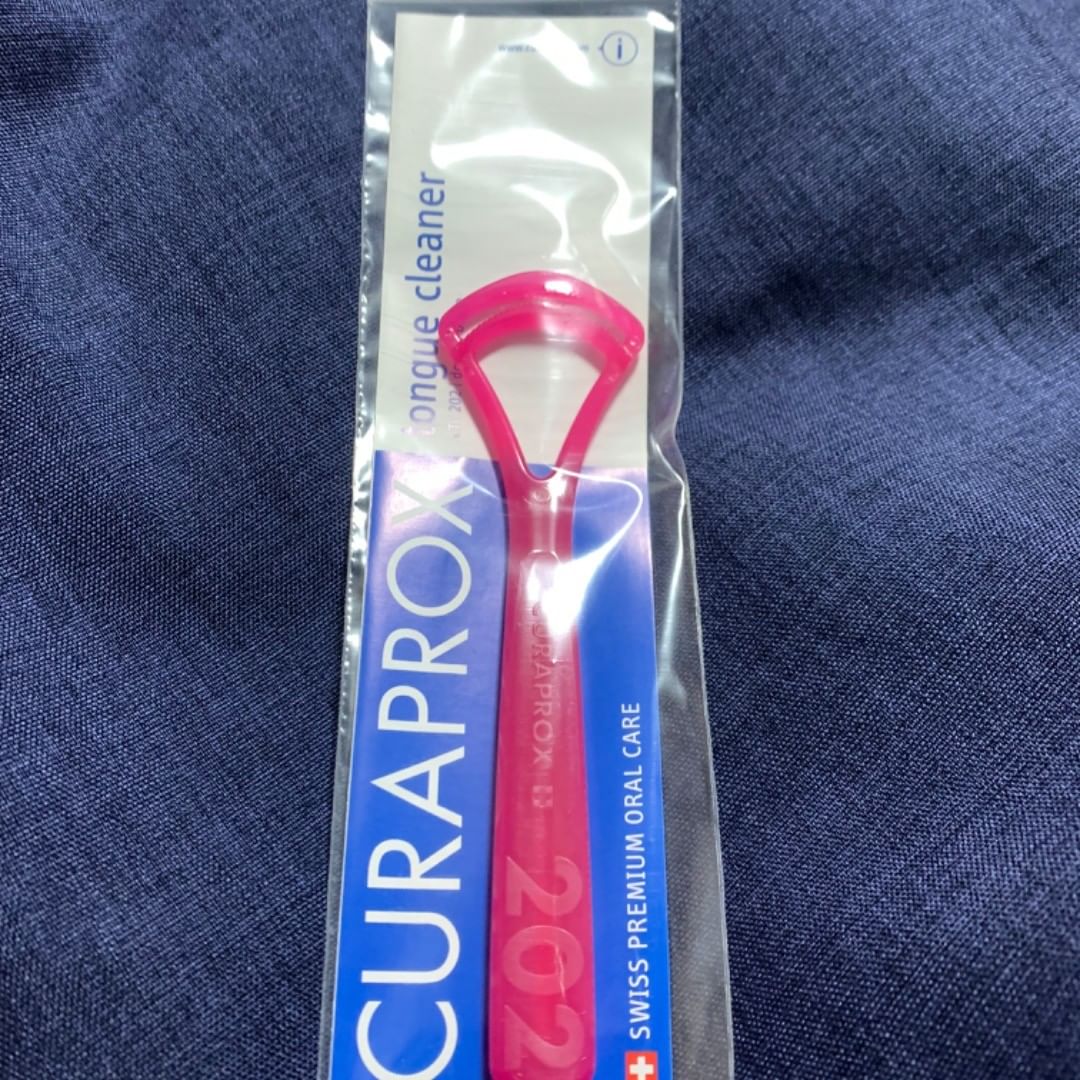 tongue cleaner
CURAPROX
CURAPROX
202
SWISS PREMIUM ORAL CARE